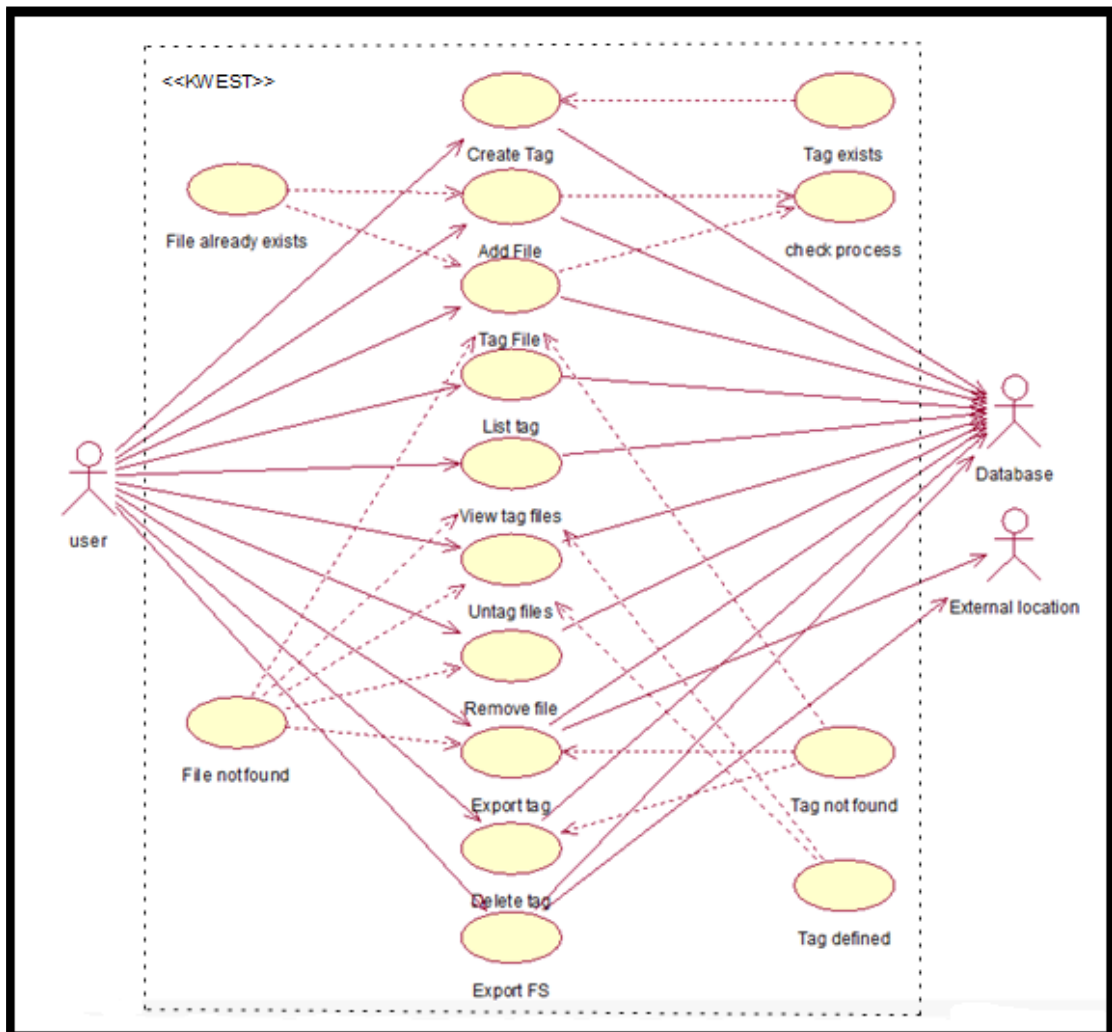 <<KWEST>>
Create Tag
Tag exists
File already exists
Add File
check process
Tag File
List tag
Database
View tag files
user
Untag files
External location
Remove file
File not found
Export tag
Tag not found
Delete tag
Tag defined
Export FS